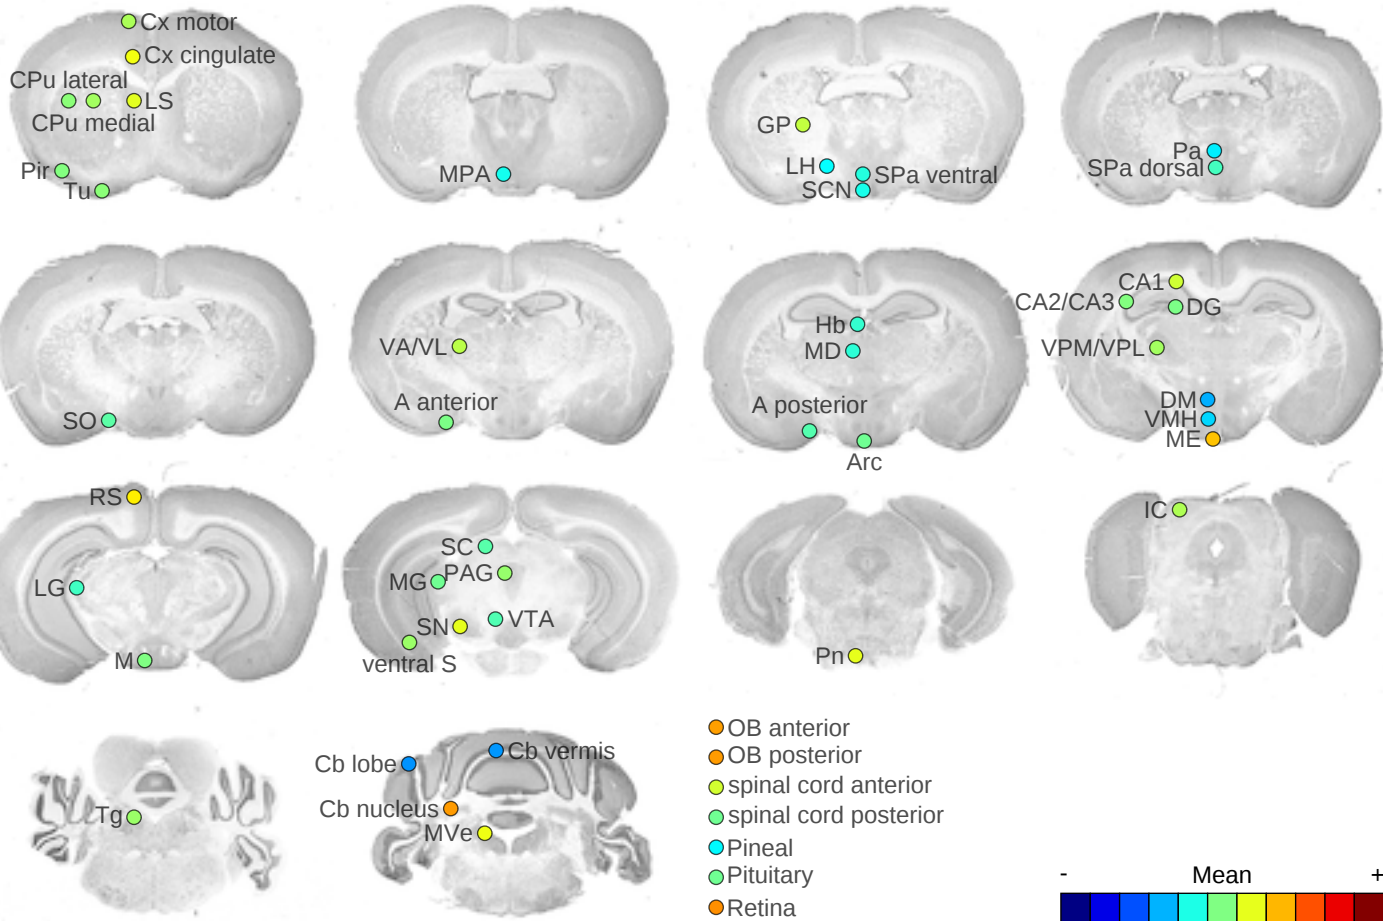 Cx motor
Cx cingulate
CPu lateral
LS
CPu medial
Pir
Tu
MPA
GP
LH
SPa ventral
SCN
Pa
SPa dorsal
SO
VA/VL
A anterior
Hb
MD
A posterior
Arc
CA1
CA2/CA3
DG
VPM/VPL
DM
VMH
ME
RS
LG
M
SC
MG
PAG
SN
VTA
ventral S
Pn
IC
Tg
Cb lobe
Cb vermis
Cb nucleus
MVe
OB anterior
OB posterior
spinal cord anterior
spinal cord posterior
Pineal
Pituitary
Retina
- Mean +